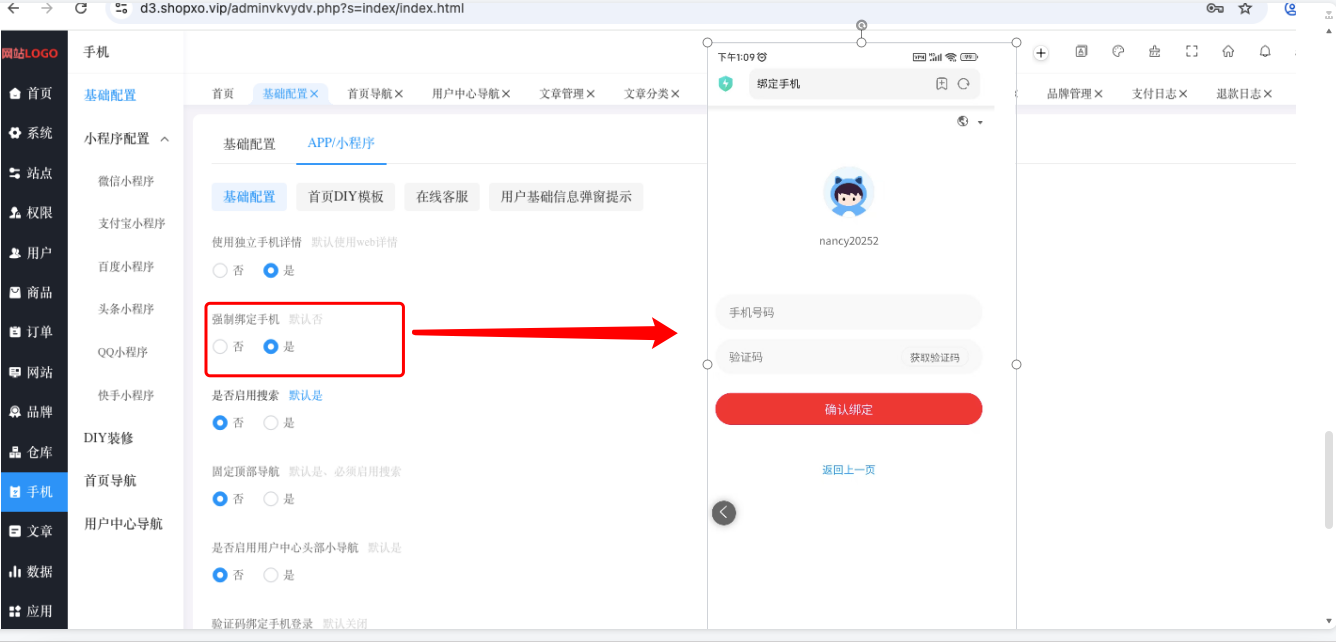 d3.shopxo.vip/adminvkvydv.php?s=index/index.html
网站LOGO
手机
首页
系统
站点
权限
用户
商品
订单
网站
品牌
仓库
手机
文章
数据
应用
基础配置
小程序配置
微信小程序
支付宝小程序
百度小程序
头条小程序
QQ小程序
快手小程序
DIY装修
首页导航
用户中心导航
首页 基础配置 首页导航 用户中心导航 文章管理 文章分类 品牌管理 支付日志 退款日志
基础配置 APP/小程序
基础配置 首页DIY模板 在线客服 用户基础信息弹窗提示
使用独立手机详情 默认使用web详情
否 是
强制绑定手机 默认否
否 是
是否启用搜索 默认是
否 是
固定顶部导航 默认是、必须启用搜索
否 是
是否启用用户中心头部小导航 默认是
否 是
验证码绑定手机登录 默认关闭
下午1:09
绑定手机
nancy20252
手机号码
验证码 获取验证码
确认绑定
返回上一页